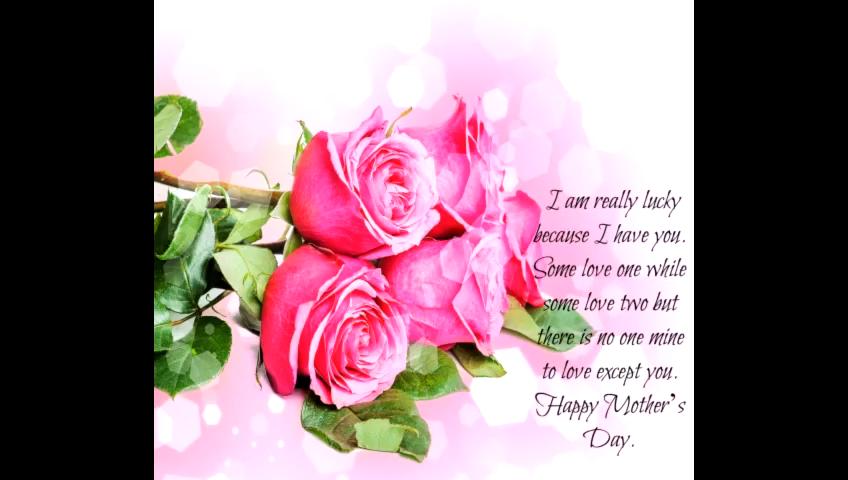 I am really lucky
because I have you.
Some love one while
some love two but
there is no one mine
to love except you.
Happy Mother's
Day.